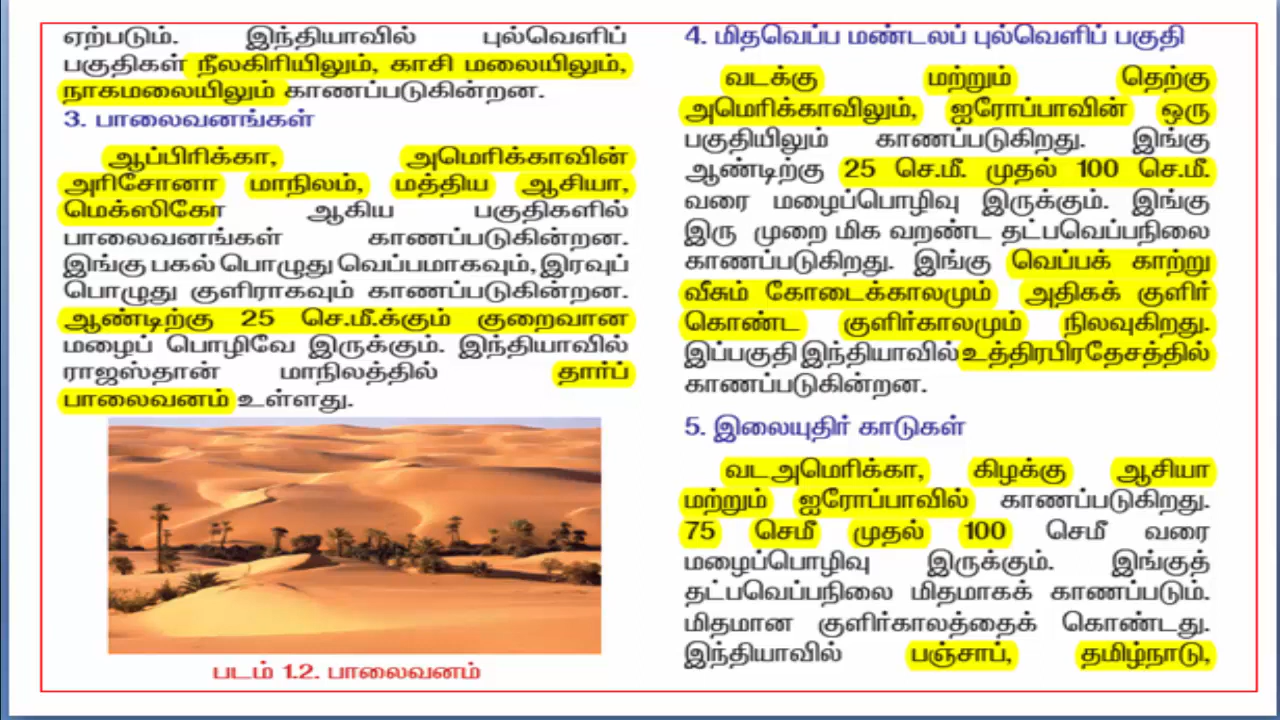 ஏற்படும். இந்தியாவில் புல்வெளிப்
பகுதிகள் நீலகிரியிலும், காசி மலையிலும்,
நாகமலையிலும் காணப்படுகின்றன.
3. பாலைவனங்கள்
ஆப்பிரிக்கா, அமெரிக்காவின்
அரிசோனா மாநிலம், மத்திய ஆசியா,
மெக்ஸிகோ ஆகிய பகுதிகளில்
பாலைவனங்கள் காணப்படுகின்றன.
இங்கு பகல் பொழுது வெப்பமாகவும், இரவுப்
பொழுது குளிராகவும் காணப்படுகின்றன.
ஆண்டிற்கு 25 செ.மீ.க்கும் குறைவான
மழைப் பொழிவே இருக்கும். இந்தியாவில்
ராஜஸ்தான் மாநிலத்தில் தார்ப்
பாலைவனம் உள்ளது.
படம் 1.2. பாலைவனம்
4. மிதவெப்ப மண்டலப் புல்வெளிப் பகுதி
வடக்கு மற்றும் தெற்கு
அமெரிக்காவிலும், ஐரோப்பாவின் ஒரு
பகுதியிலும் காணப்படுகிறது. இங்கு
ஆண்டிற்கு 25 செ.மீ. முதல் 100 செ.மீ.
வரை மழைப்பொழிவு இருக்கும். இங்கு
இரு முறை மிக வறண்ட தட்பவெப்பநிலை
காணப்படுகிறது. இங்கு வெப்பக் காற்று
வீசும் கோடைக்காலமும் அதிகக் குளிர்
கொண்ட குளிர்காலமும் நிலவுகிறது.
இப்பகுதி இந்தியாவில் உத்திரபிரதேசத்தில்
காணப்படுகின்றன.
5. இலையுதிர் காடுகள்
வடஅமெரிக்கா, கிழக்கு ஆசியா
மற்றும் ஐரோப்பாவில் காணப்படுகிறது.
75 செமீ முதல் 100 செமீ வரை
மழைப்பொழிவு இருக்கும். இங்குத்
தட்பவெப்பநிலை மிதமாகக் காணப்படும்.
மிதமான குளிர்காலத்தைக் கொண்டது.
இந்தியாவில் பஞ்சாப், தமிழ்நாடு,